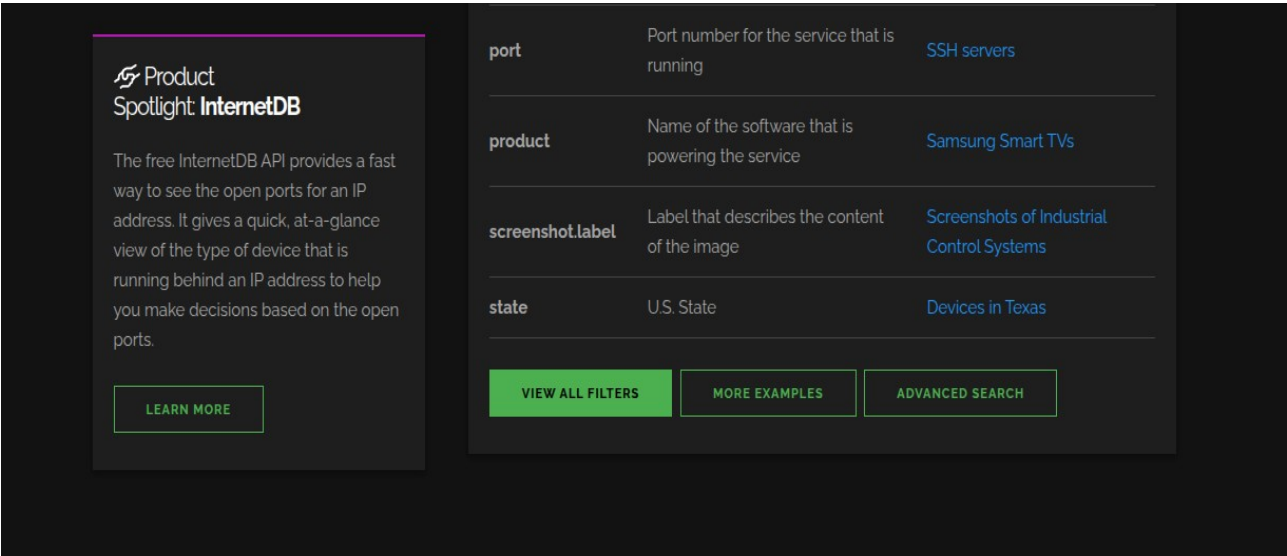 Product
Spotlight: InternetDB
The free InternetDB API provides a fast
way to see the open ports for an IP
address. It gives a quick, at-a-glance
view of the type of device that is
running behind an IP address to help
you make decisions based on the open
ports.
LEARN MORE
port
Port number for the service that is
running
SSH servers
product
Name of the software that is
powering the service
Samsung Smart TVs
screenshot.label
Label that describes the content
of the image
Screenshots of Industrial
Control Systems
state
U.S. State
Devices in Texas
VIEW ALL FILTERS
MORE EXAMPLES
ADVANCED SEARCH